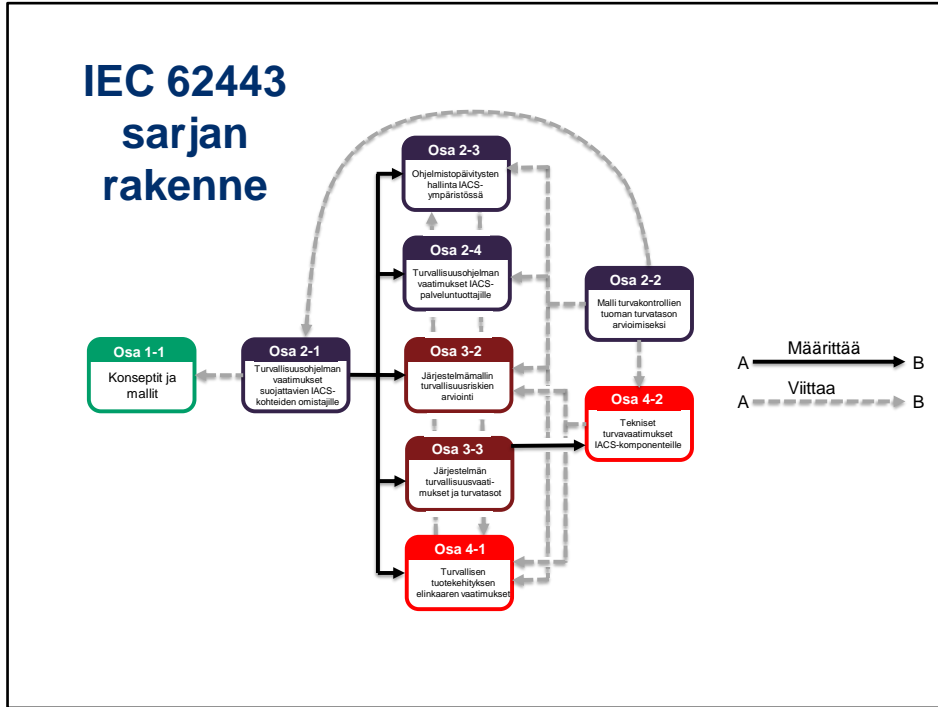 IEC 62443
sarjan
rakenne
Osa 2-3
Ohjelmistopäivitysten
hallinta IACS-
ympäristössä
Osa 2-4
Turvallisuusohjelman
vaatimukset IACS-
palveluntuottajille
Osa 2-2
Malli turvakontrollien
tuoman turvatason
arvioimiseksi
Osa 1-1
Konseptit ja
mallit
Osa 2-1
Turvallisuusohjelman
vaatimukset
suojattavien IACS-
kohteiden omistajille
Osa 3-2
Järjestelmämallin
turvallisuusriskien
arviointi
Määrittää
A
B
Viittaa
A
B
Osa 4-2
Tekniset
turvavaatimukset
IACS-komponenteille
Osa 3-3
Järjestelmän
turvallisuusvaati-
mukset ja turvatasot
Osa 4-1
Turvallisen
tuotekehityksen
elinkaaren vaatimukset